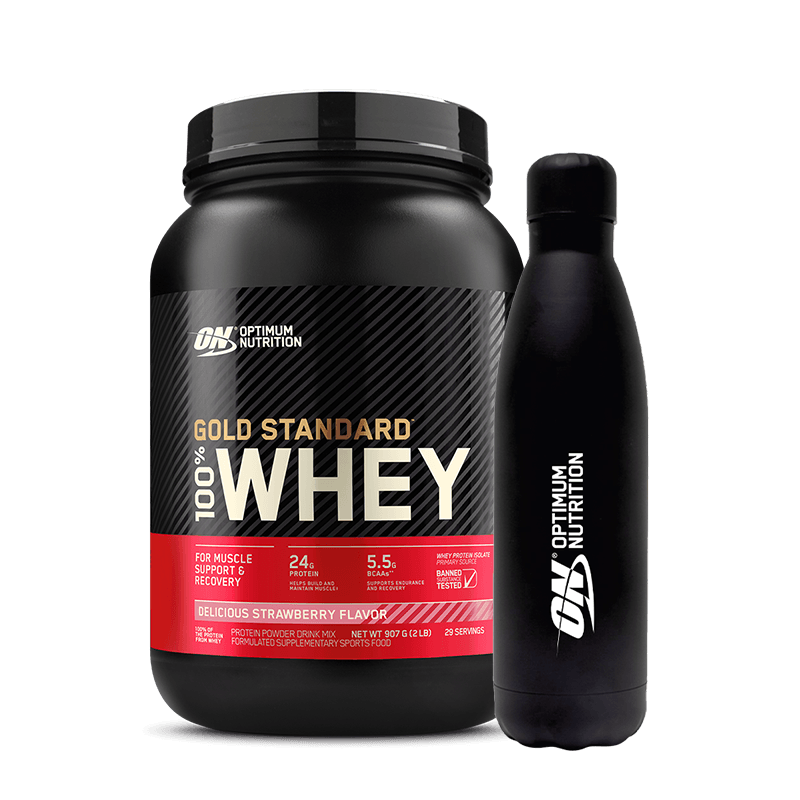 ON® OPTIMUM
NUTRITION
GOLD STANDARD
100% WHEY
FOR MUSCLE
SUPPORT &
RECOVERY
24G
PROTEIN
HELPS BUILD AND
MAINTAIN MUSCLE
5.5G
BCAAs
SUPPORTS ENDURANCE
AND RECOVERY
WHEY PROTEIN ISOLATE
PRIMARY SOURCE
BANNED
SUBSTANCE
TESTED
DELICIOUS STRAWBERRY FLAVOR
100% OF
THE PROTEIN
FROM WHEY
PROTEIN POWDER DRINK MIX NET WT 907 G (2 LB) 29 SERVINGS
FORMULATED SUPPLEMENTARY SPORTS FOOD
ON® OPTIMUM
NUTRITION